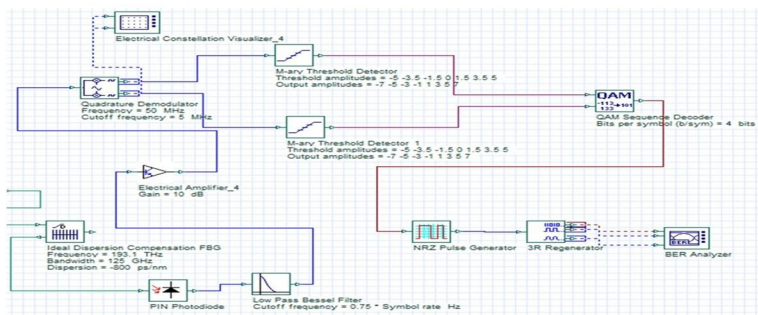 Electrical Constellation Visualizer_4
M-ary Threshold Detector
Threshold amplitudes = -5 -3.5 -1.5 0 1.5 3.5 5
Output amplitudes = -7 -5 -3 -1 1 3 5 7
Quadrature Demodulator
Frequency = 50 MHz
Cutoff frequency = 5 MHz
QAM
-113
133 101
QAM Sequence Decoder
Bits per symbol (b/sym) = 4 bits
M-ary Threshold Detector 1
Threshold amplitudes = -5 -3.5 -1.5 0 1.5 3.5 5
Output amplitudes = -7 -5 -3 -1 1 3 5 7
Electrical Amplifier_4
Gain = 10 dB
Ideal Dispersion Compensation FBG
Frequency = 193.1 THz
Bandwidth = 125 GHz
Dispersion = -800 ps/nm
NRZ Pulse Generator
3R Regenerator
BER
BER Analyzer
PIN Photodiode
Low Pass Bessel Filter
Cutoff frequency = 0.75 * Symbol rate Hz